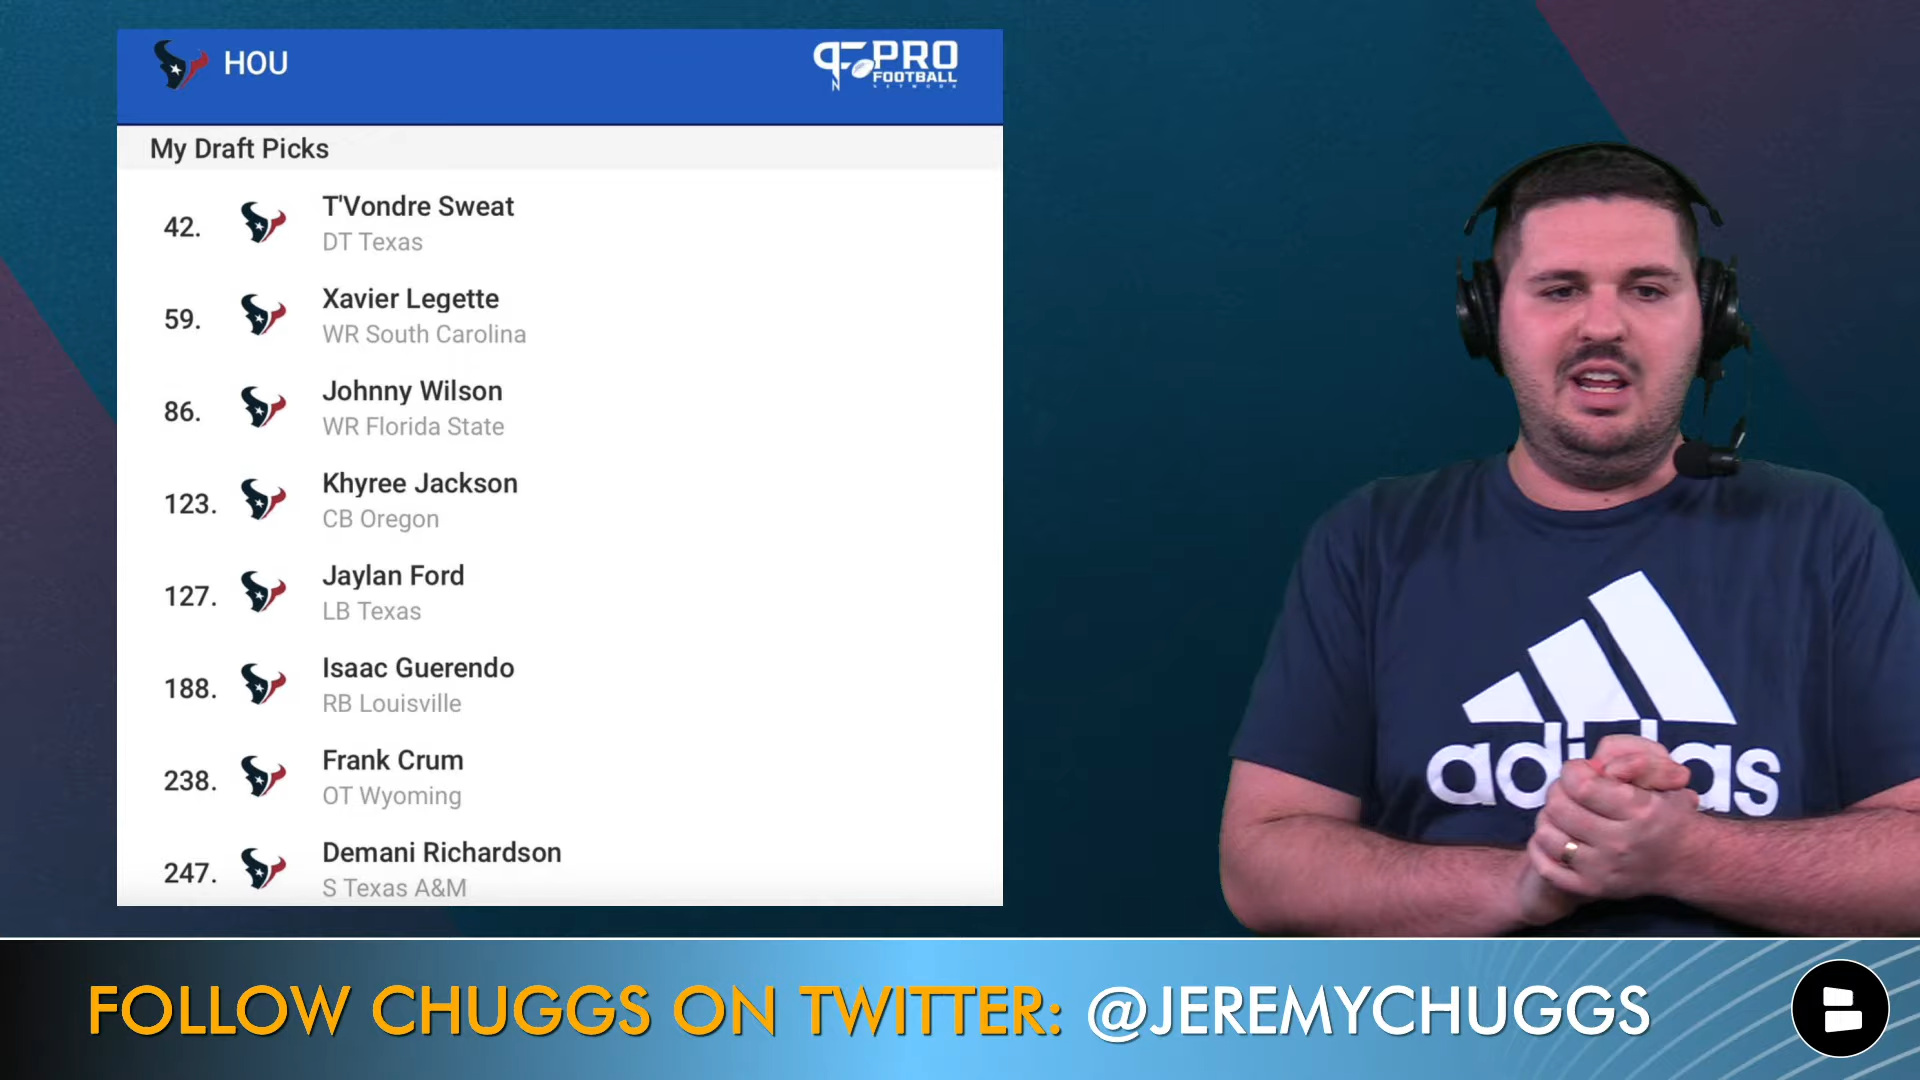 HOU
PRO
FOOTBALL
NETWORK
My Draft Picks
42.
T'Vondre Sweat
DT Texas
59.
Xavier Legette
WR South Carolina
86.
Johnny Wilson
WR Florida State
123.
Khyree Jackson
CB Oregon
127.
Jaylan Ford
LB Texas
188.
Isaac Guerendo
RB Louisville
238.
Frank Crum
OT Wyoming
247.
Demani Richardson
S Texas A&M
adidas
FOLLOW CHUGGS ON TWITTER: @JEREMYCHUGGS